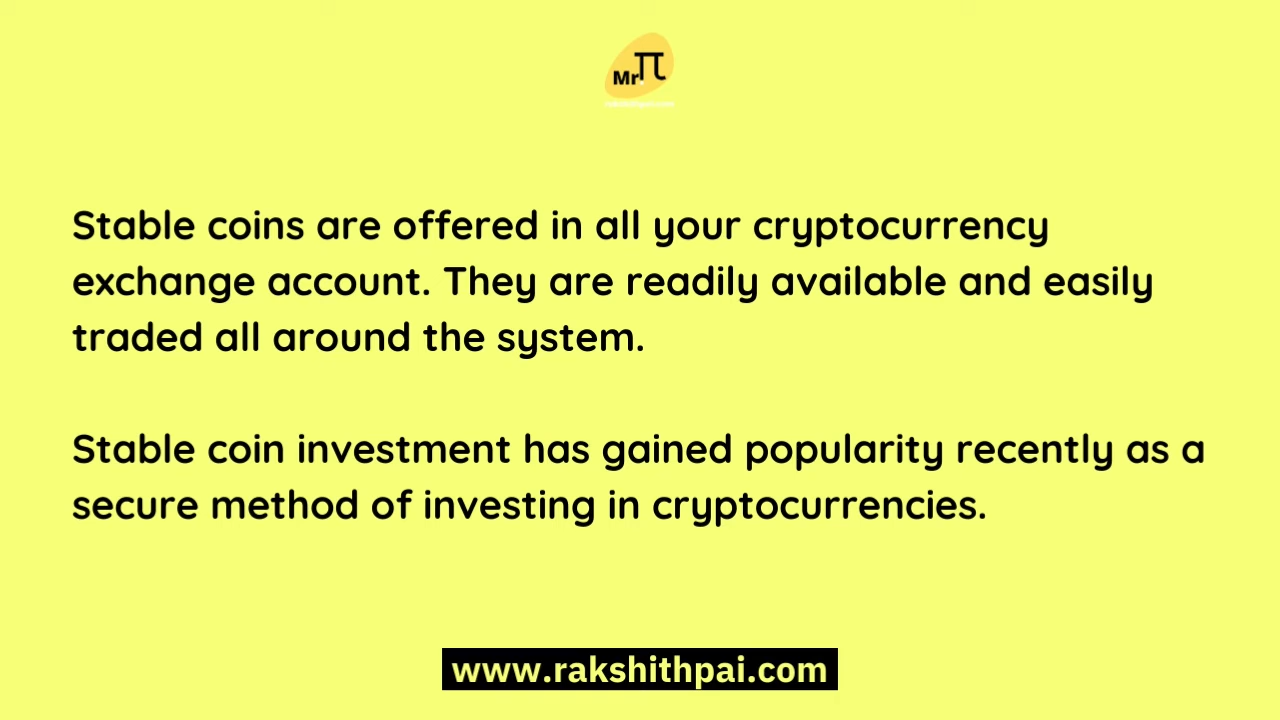 Mr π
Stable coins are offered in all your cryptocurrency
exchange account. They are readily available and easily
traded all around the system.
Stable coin investment has gained popularity recently as a
secure method of investing in cryptocurrencies.
www.rakshithpai.com